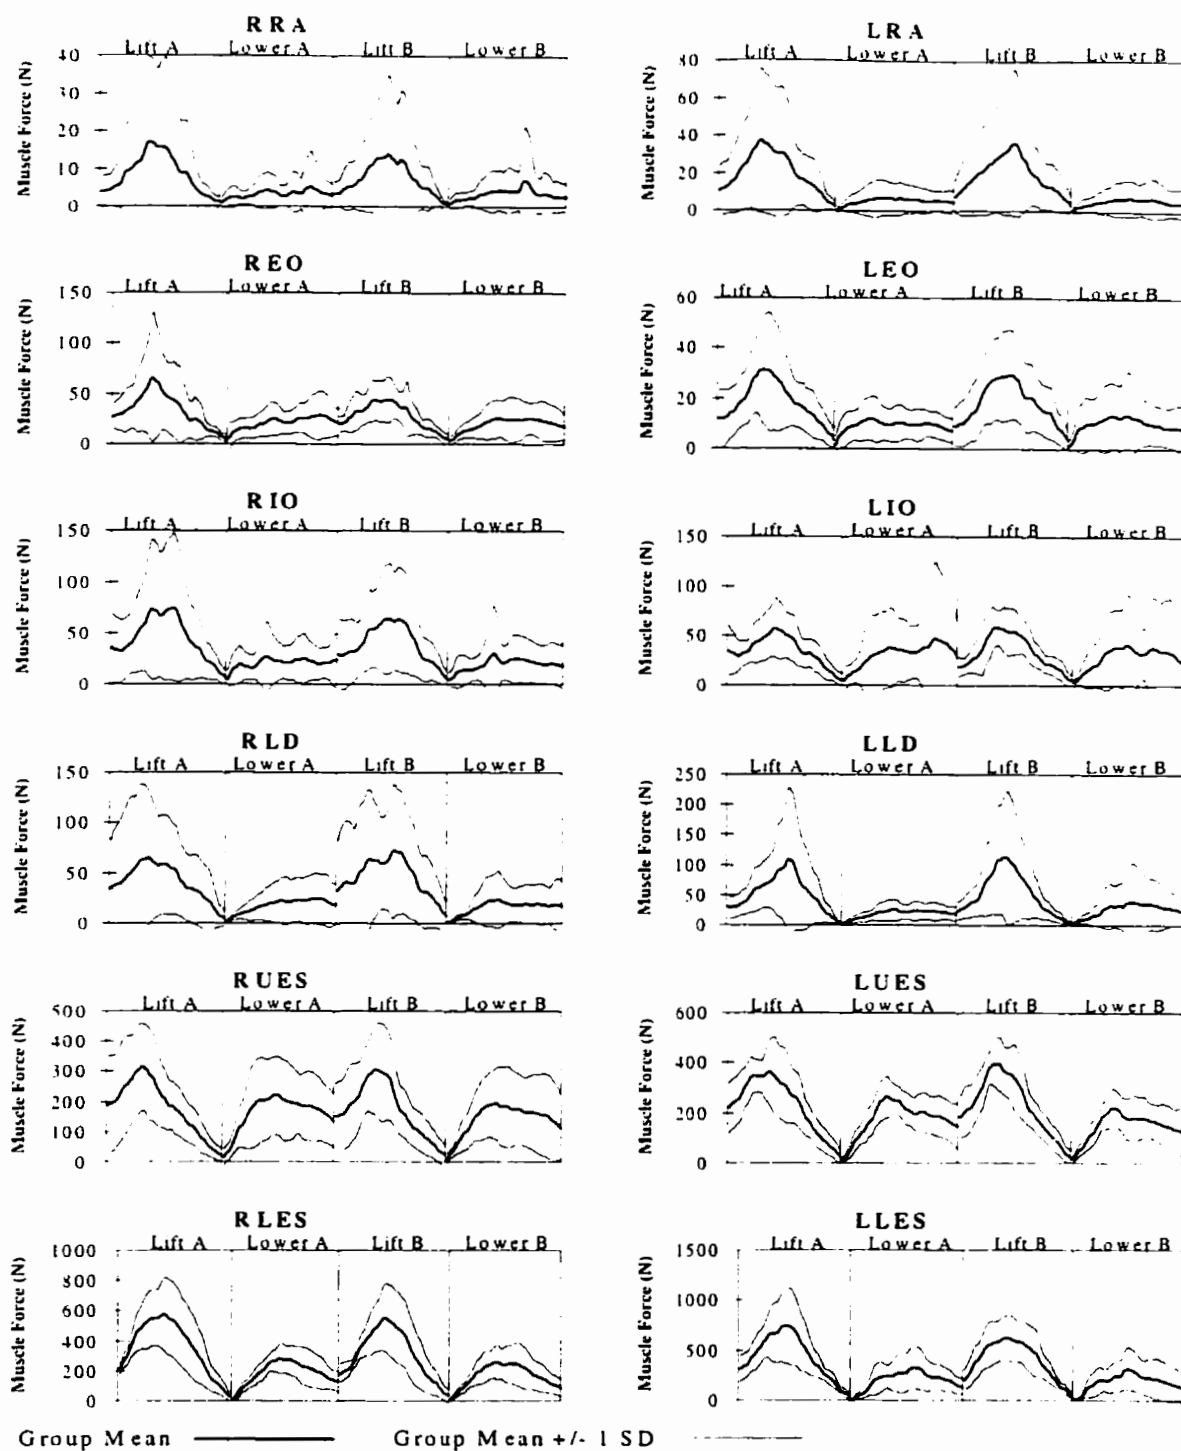 RRA
Lift A Lower A Lift B Lower B
Muscle Force (N)
40
30
20
10
0
LRA
Lift A Lower A Lift B Lower B
Muscle Force (N)
80
60
40
20
0
REO
Lift A Lower A Lift B Lower B
Muscle Force (N)
150
100
50
0
LEO
Lift A Lower A Lift B Lower B
Muscle Force (N)
60
40
20
0
RIO
Lift A Lower A Lift B Lower B
Muscle Force (N)
150
100
50
0
LIO
Lift A Lower A Lift B Lower B
Muscle Force (N)
150
100
50
0
RLD
Lift A Lower A Lift B Lower B
Muscle Force (N)
150
100
50
0
LLD
Lift A Lower A Lift B Lower B
Muscle Force (N)
250
200
150
100
50
0
RUES
Lift A Lower A Lift B Lower B
Muscle Force (N)
500
400
300
200
100
0
LUES
Lift A Lower A Lift B Lower B
Muscle Force (N)
600
400
200
0
RLES
Lift A Lower A Lift B Lower B
Muscle Force (N)
1000
800
600
400
200
0
LLES
Lift A Lower A Lift B Lower B
Muscle Force (N)
1500
1000
500
0
Group Mean Group Mean +/- 1 SD